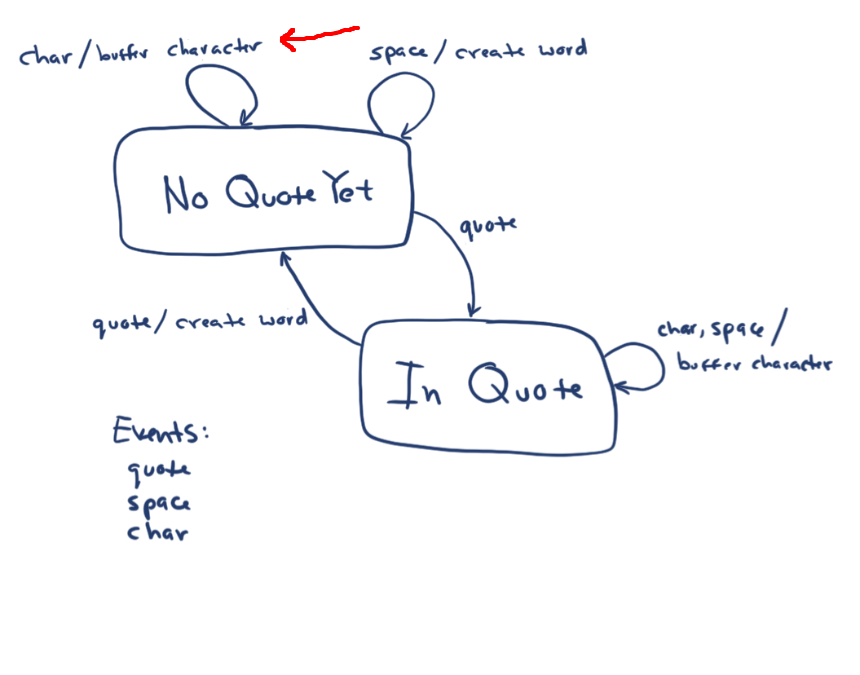 char/buffer character
space/create word
No Quote Yet
quote
quote/create word
char, space/
buffer character
In Quote
Events:
quote
space
char